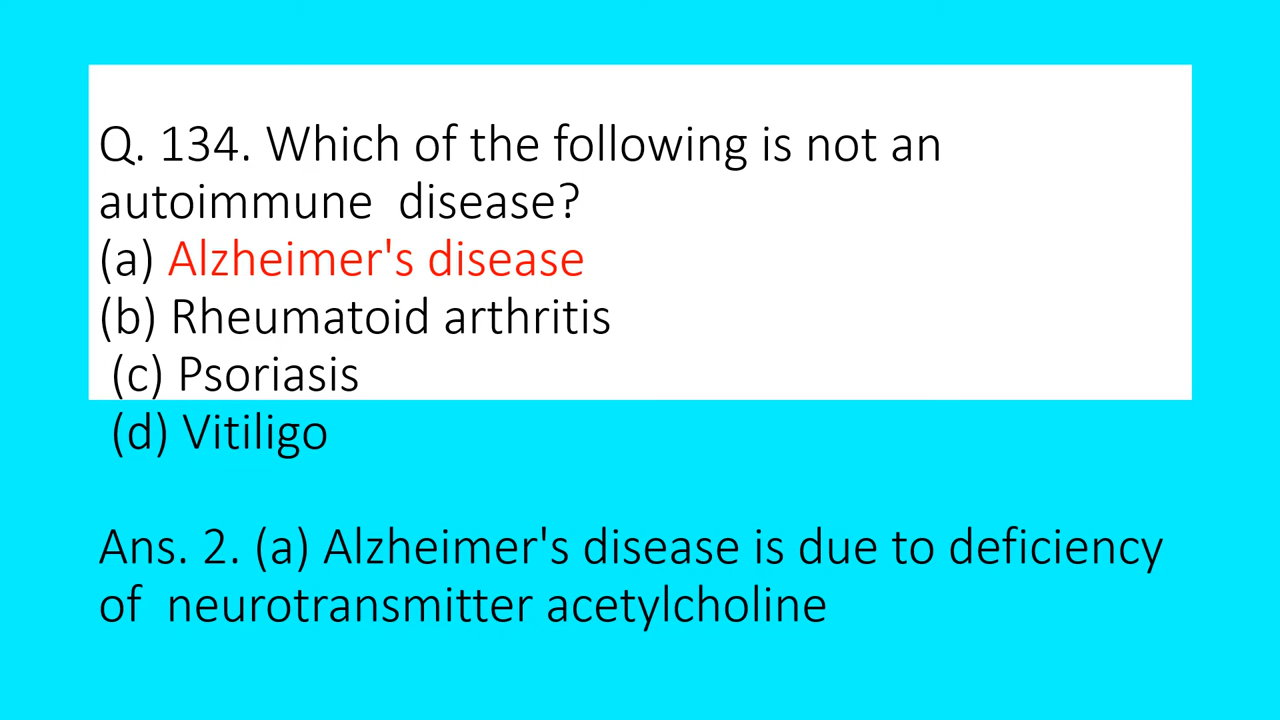 Q. 134. Which of the following is not an
autoimmune  disease?
(a) Alzheimer's disease
(b) Rheumatoid arthritis
(c) Psoriasis
(d) Vitiligo
Ans. 2. (a) Alzheimer's disease is due to deficiency
of  neurotransmitter acetylcholine